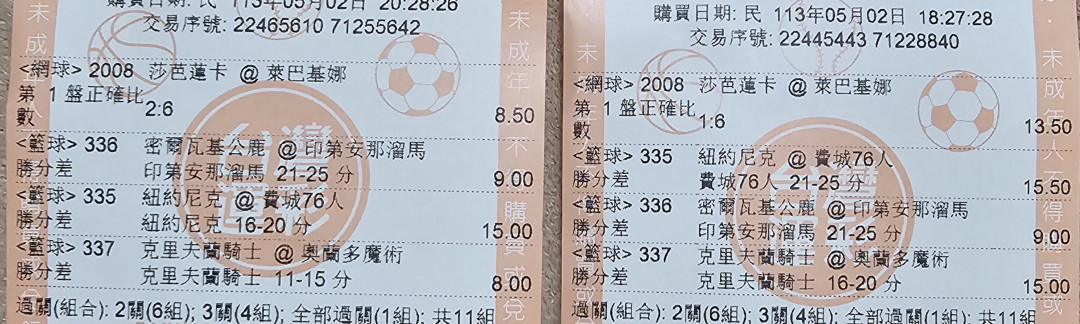 購買日期: 民 113年05月02日 20:28:26
交易序號: 22465610 71255642
<網球> 2008 莎芭蓮卡 @ 萊巴基娜
第 1 盤正確比數 2:6 8.50
<籃球> 336 密爾瓦基公鹿 @ 印第安那溜馬
勝分差 印第安那溜馬 21-25 分 9.00
<籃球> 335 紐約尼克 @ 費城76人
勝分差 紐約尼克 16-20 分 15.00
<籃球> 337 克里夫蘭騎士 @ 奧蘭多魔術
勝分差 克里夫蘭騎士 11-15 分 8.00
過關(組合): 2關(6組); 3關(4組); 全部過關(1組); 共11組
購買日期: 民 113年05月02日 18:27:28
交易序號: 22445443 71228840
<網球> 2008 莎芭蓮卡 @ 萊巴基娜
第 1 盤正確比數 1:6 13.50
<籃球> 335 紐約尼克 @ 費城76人
勝分差 費城76人 21-25 分 15.50
<籃球> 336 密爾瓦基公鹿 @ 印第安那溜馬
勝分差 印第安那溜馬 21-25 分 9.00
<籃球> 337 克里夫蘭騎士 @ 奧蘭多魔術
勝分差 克里夫蘭騎士 16-20 分 15.00
過關(組合): 2關(6組); 3關(4組); 全部過關(1組); 共11組